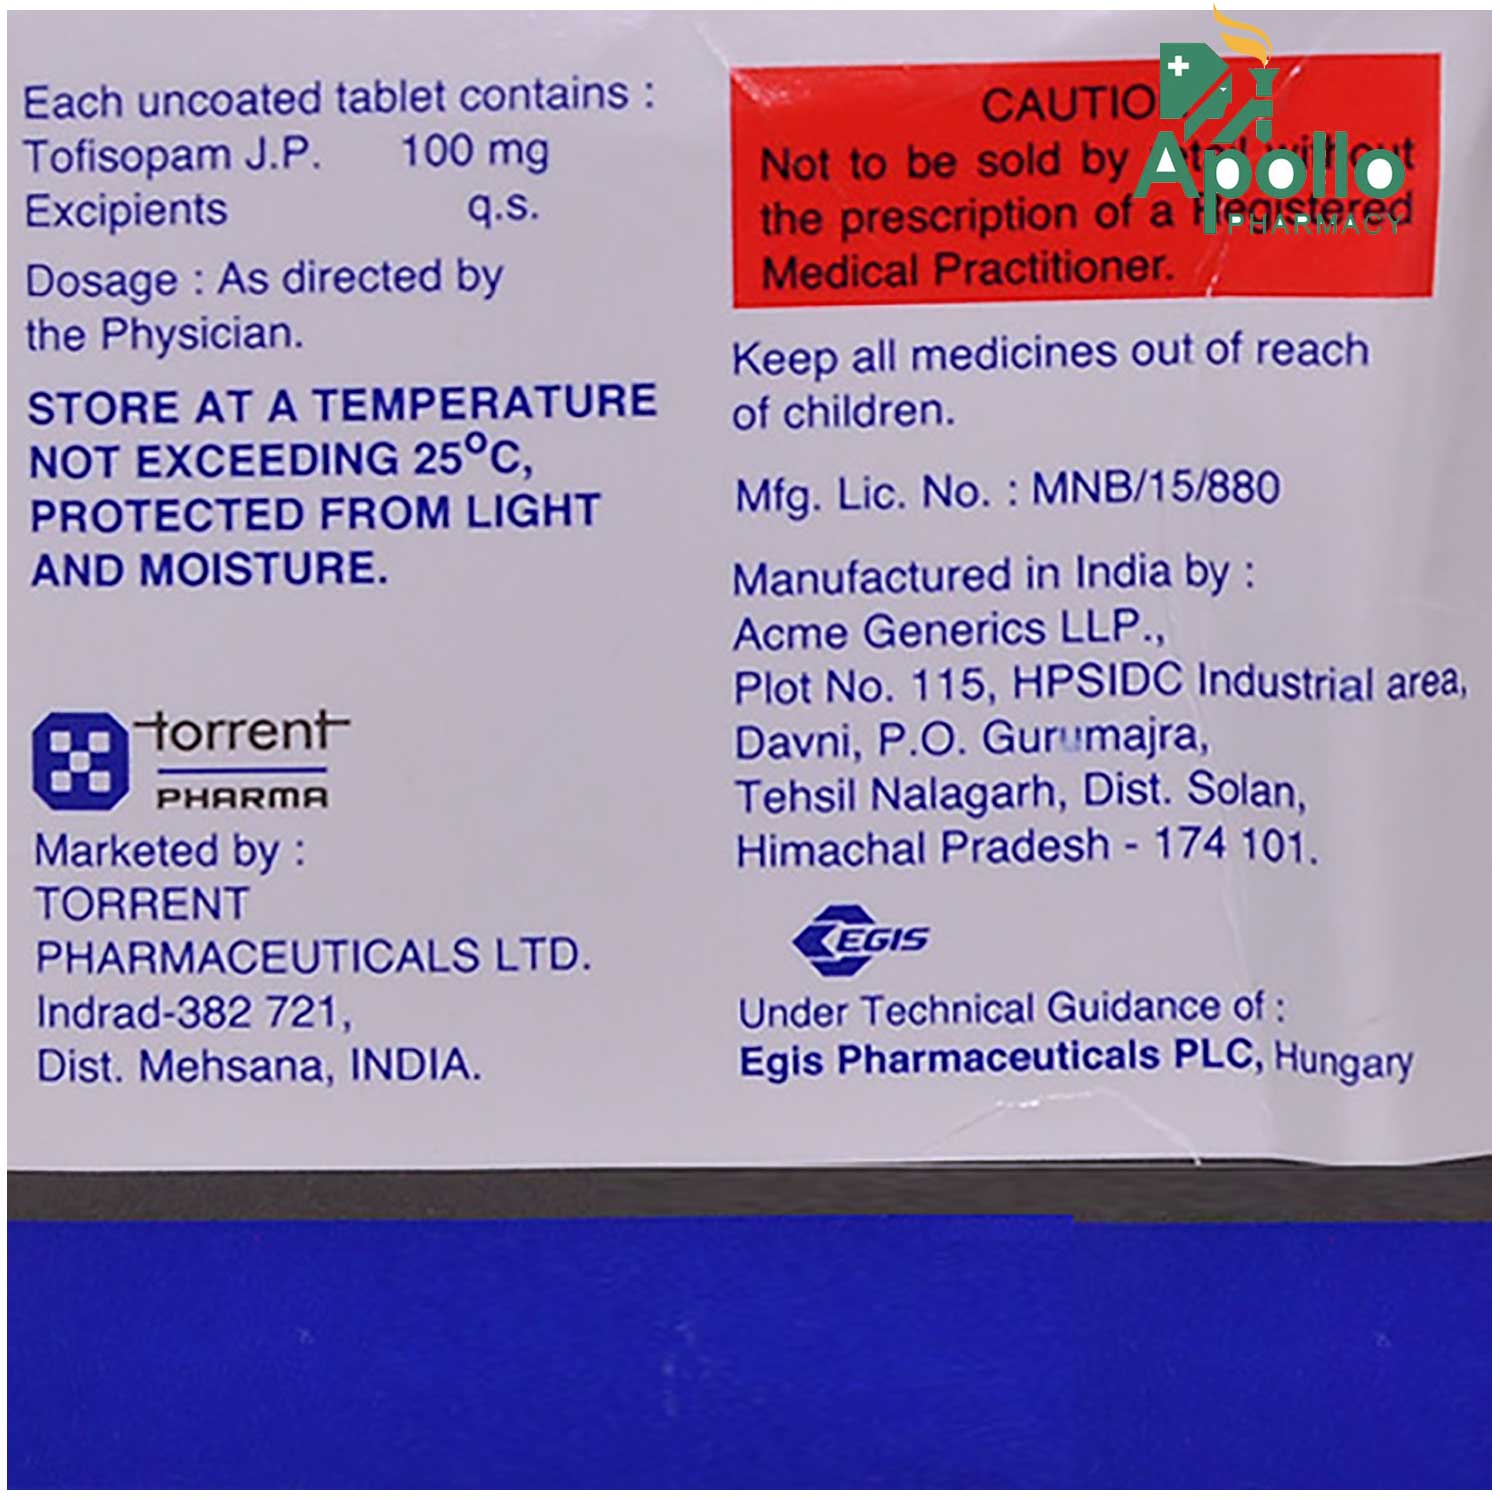 Each uncoated tablet contains :
Tofisopam J.P. 100 mg
Excipients q.s.
Dosage : As directed by
the Physician.
STORE AT A TEMPERATURE
NOT EXCEEDING 25°C,
PROTECTED FROM LIGHT
AND MOISTURE.
torrent
PHARMA
Marketed by :
TORRENT
PHARMACEUTICALS LTD.
Indrad-382 721,
Dist. Mehsana, INDIA.
Apollo
PHARMACY
CAUTIO
Not to be sold by without
the prescription of a Registered
Medical Practitioner.
Keep all medicines out of reach
of children.
Mfg. Lic. No. : MNB/15/880
Manufactured in India by :
Acme Generics LLP.,
Plot No. 115, HPSIDC Industrial area,
Davni, P.O. Gurumajra,
Tehsil Nalagarh, Dist. Solan,
Himachal Pradesh - 174 101.
EGIS
Under Technical Guidance of :
Egis Pharmaceuticals PLC, Hungary